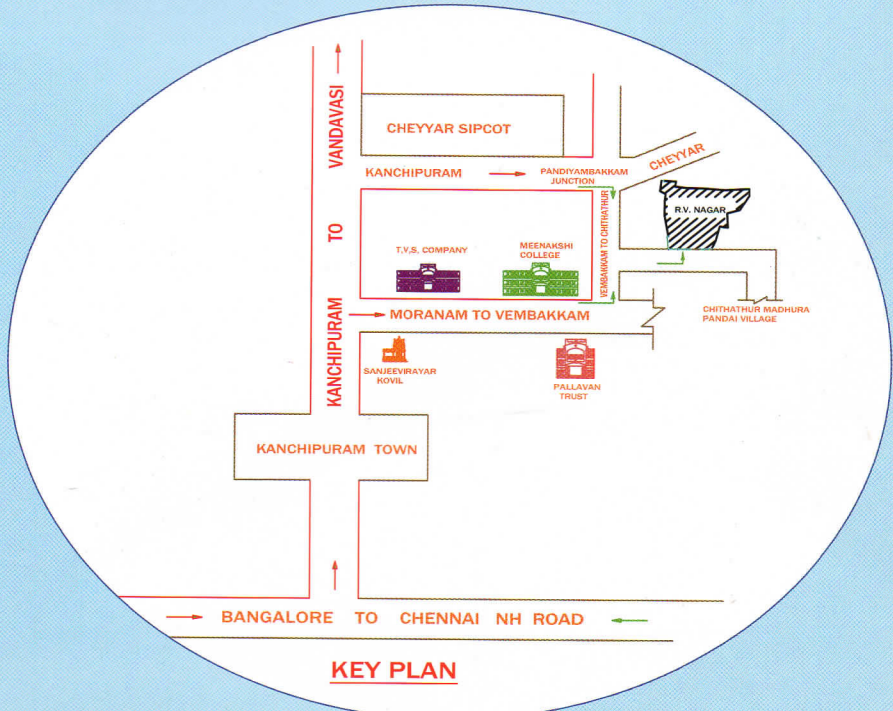 KANCHIPURAM TO VANDAVASI
CHEYYAR SIPCOT
CHEYYAR
KANCHIPURAM
PANDIYAMBAKKAM
JUNCTION
R.V. NAGAR
VEMBAKKAM TO CHITHATHUR
T.V.S. COMPANY
MEENAKSHI
COLLEGE
MORANAM TO VEMBAKKAM
CHITHATHUR MADHURA
PANDAI VILLAGE
SANJEEVIRAYAR
KOVIL
PALLAVAN
TRUST
KANCHIPURAM TOWN
BANGALORE TO CHENNAI NH ROAD
KEY PLAN